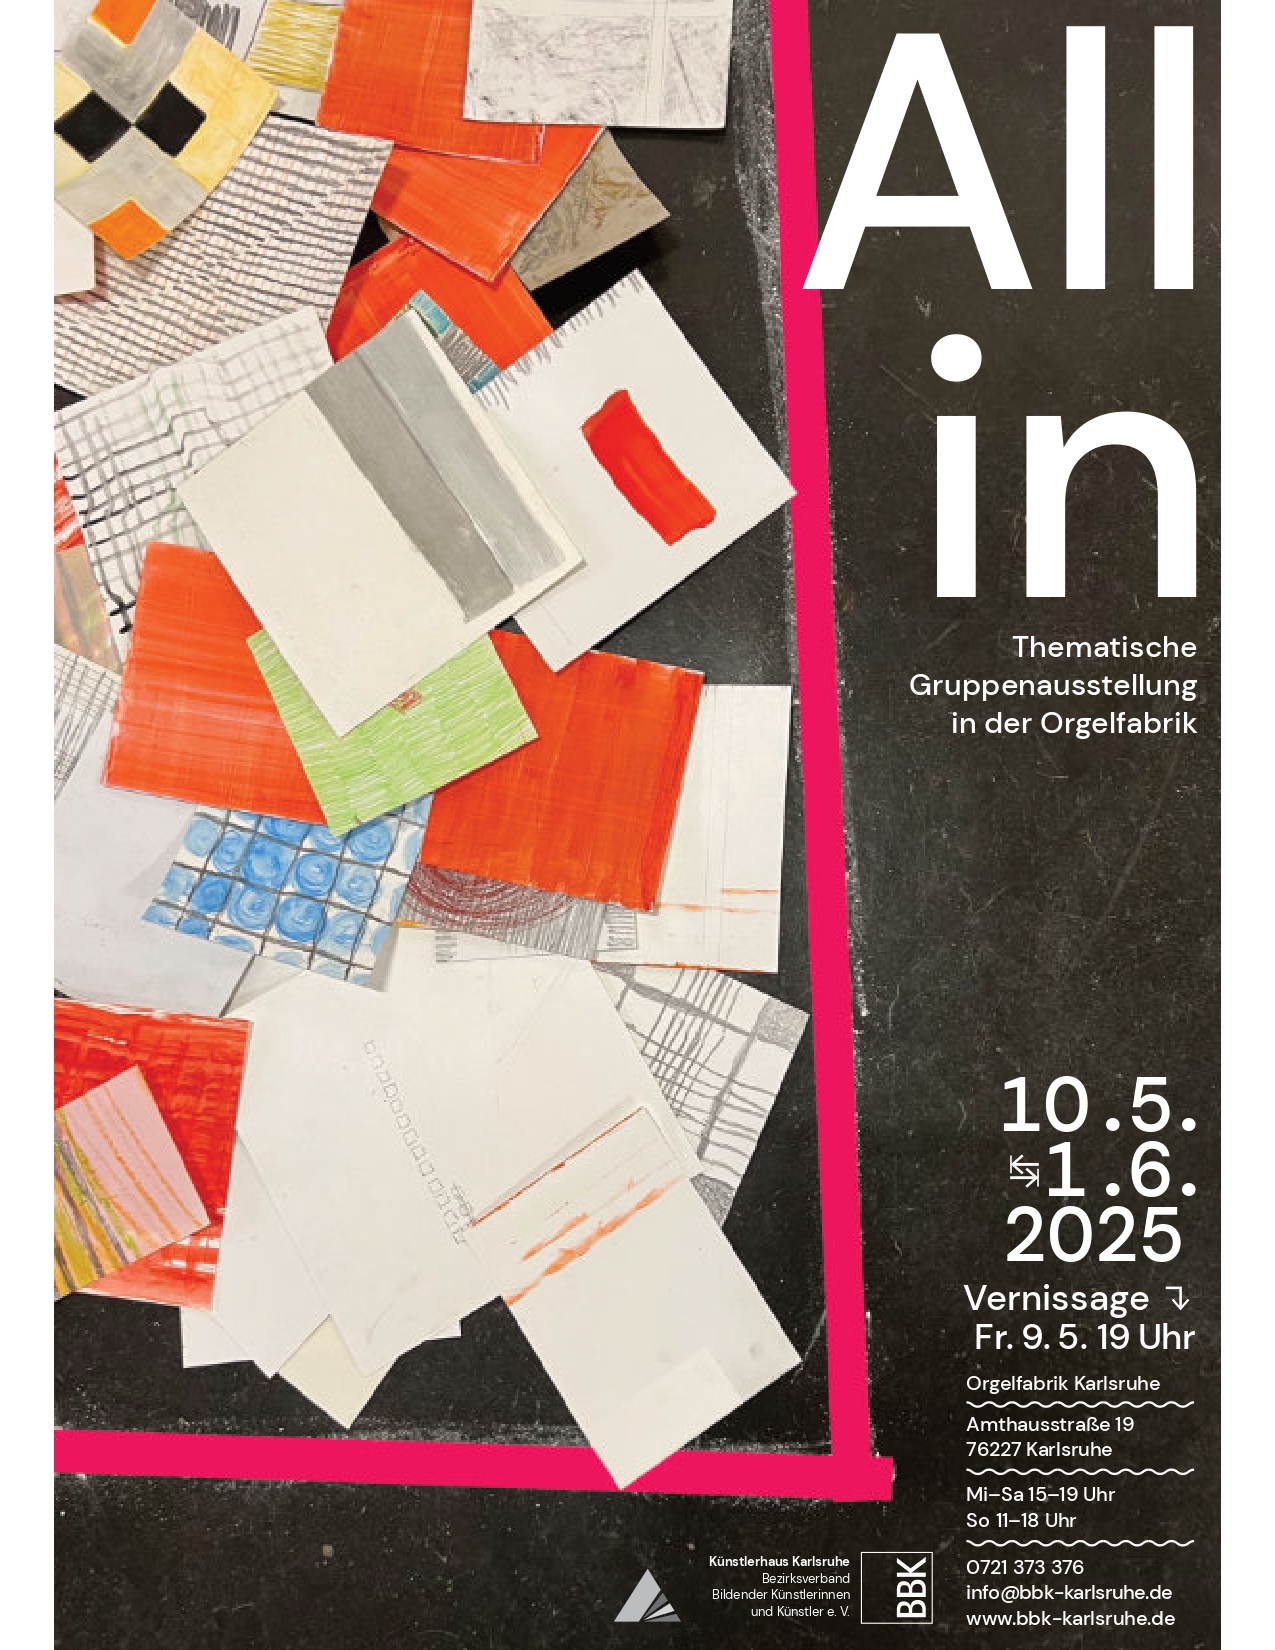 All
in
Thematische
Gruppenausstellung
in der Orgelfabrik
10.5.
1.6.
2025
Vernissage
Fr. 9. 5. 19 Uhr
Orgelfabrik Karlsruhe
Amthausstraße 19
76227 Karlsruhe
Mi–Sa 15–19 Uhr
So 11–18 Uhr
0721 373 376
info@bbk-karlsruhe.de
www.bbk-karlsruhe.de
Künstlerhaus Karlsruhe
Bezirksverband
Bildender Künstlerinnen
und Künstler e. V.
BBK